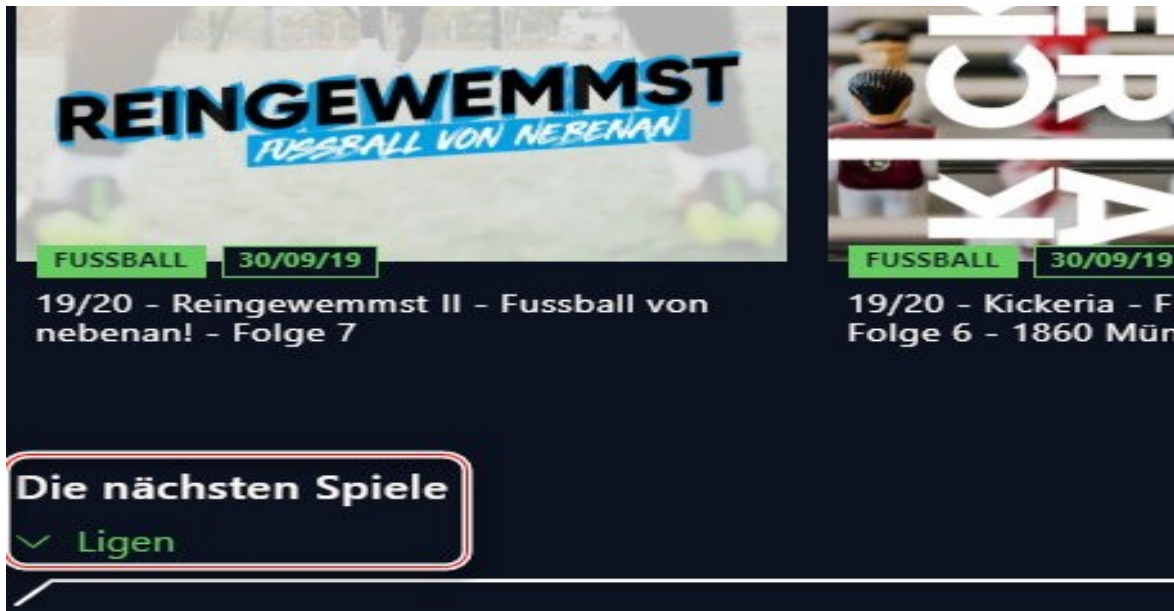 REINGEWEMMST
FUSSBALL VON NEBENAN
FUSSBALL 30/09/19
19/20 - Reingewemmst II - Fussball von
nebenan! - Folge 7
FUSSBALL 30/09/19
19/20 - Kickeria - F
Folge 6 - 1860 Mün
Die nächsten Spiele
Ligen